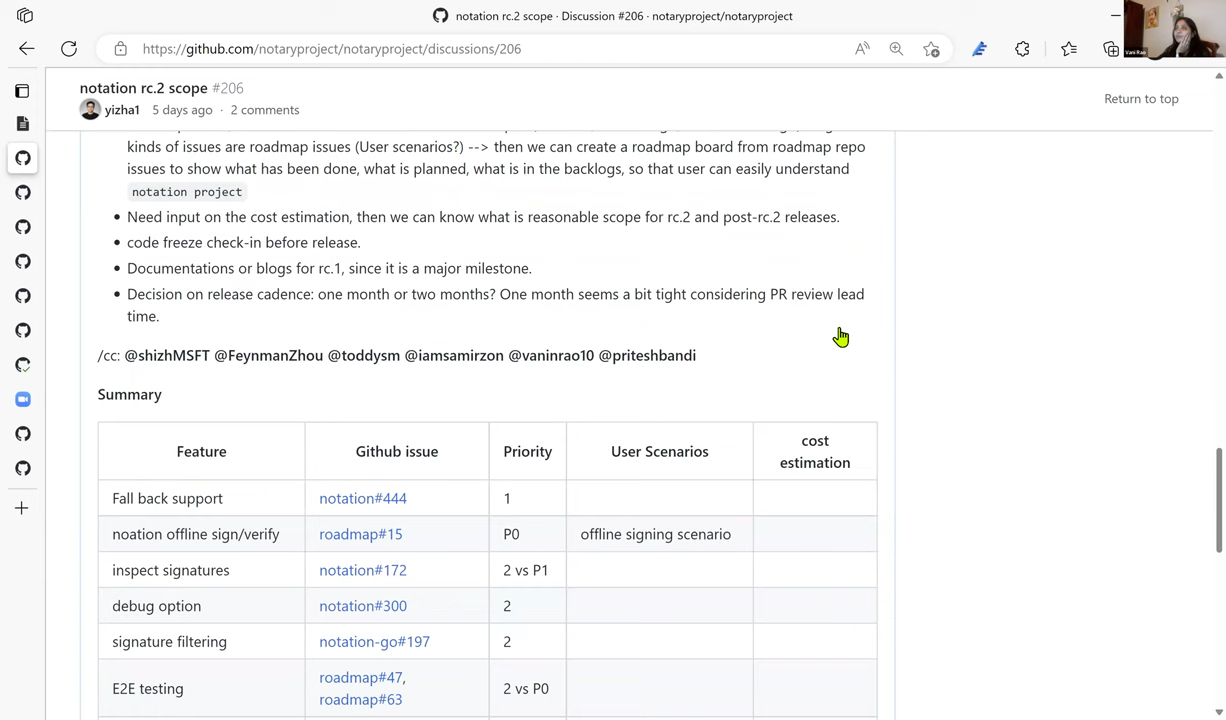 notation rc.2 scope · Discussion #206 · notaryproject/notaryproject
https://github.com/notaryproject/notaryproject/discussions/206
Vani Rao
notation rc.2 scope #206
yizha1 5 days ago · 2 comments
Return to top
kinds of issues are roadmap issues (User scenarios?) --> then we can create a roadmap board from roadmap repo
issues to show what has been done, what is planned, what is in the backlogs, so that user can easily understand
notation project
• Need input on the cost estimation, then we can know what is reasonable scope for rc.2 and post-rc.2 releases.
• code freeze check-in before release.
• Documentations or blogs for rc.1, since it is a major milestone.
• Decision on release cadence: one month or two months? One month seems a bit tight considering PR review lead
time.
/cc: @shizhMSFT @FeynmanZhou @toddysm @iamsamirzon @vaninrao10 @priteshbandi
Summary
Feature Github issue Priority User Scenarios cost estimation
Fall back support notation#444 1
noation offline sign/verify roadmap#15 P0 offline signing scenario
inspect signatures notation#172 2 vs P1
debug option notation#300 2
signature filtering notation-go#197 2
E2E testing roadmap#47, roadmap#63 2 vs P0